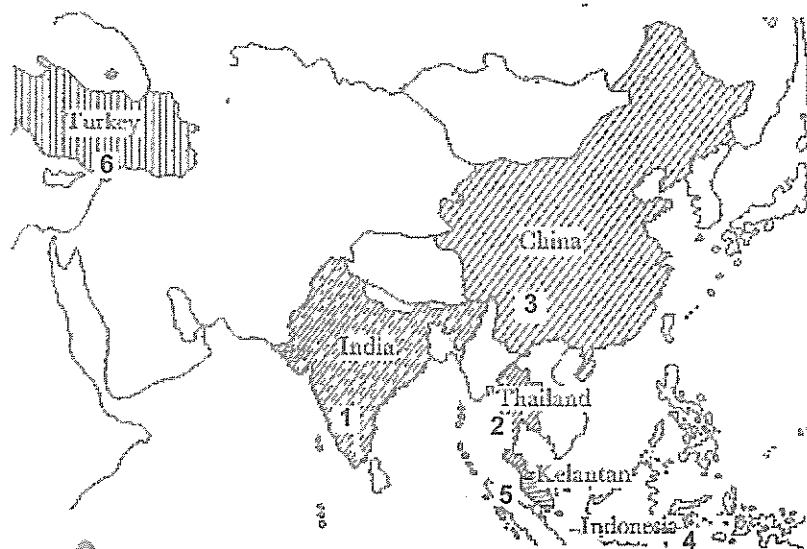 Turkey
6
China
3
India
1
Thailand
2
Kelantan
5
Indonesia
4